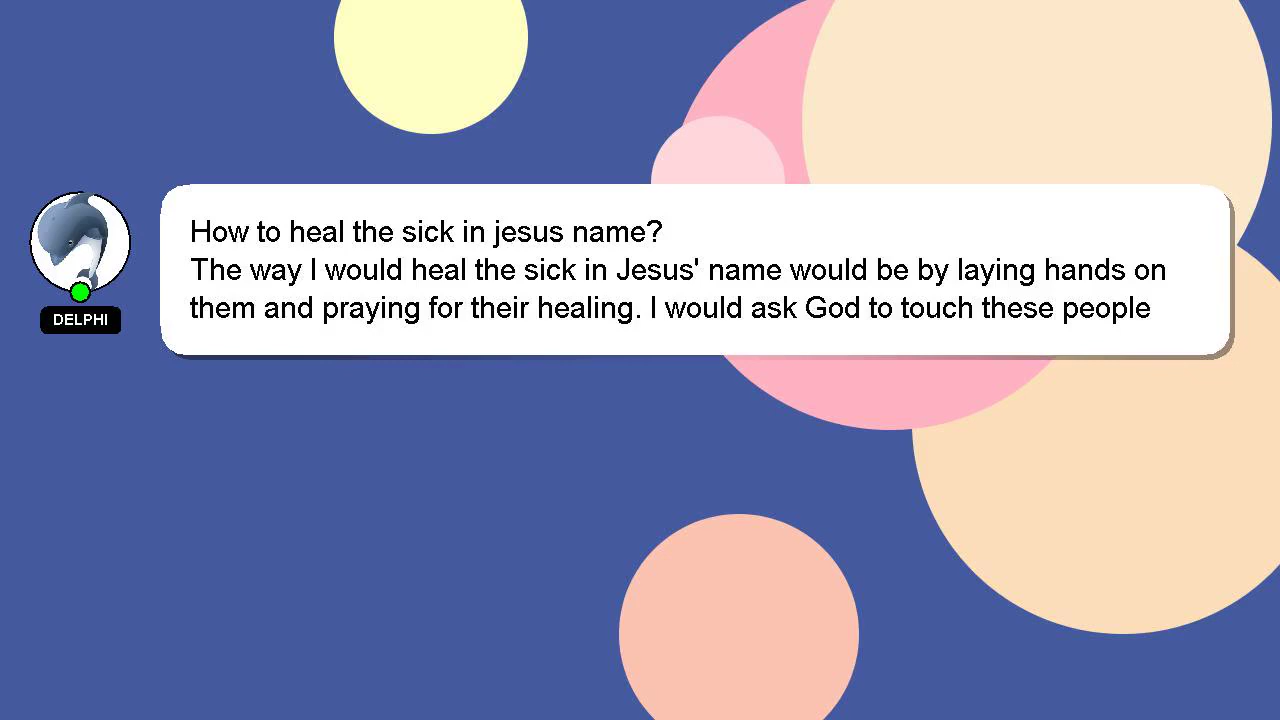 How to heal the sick in jesus name?
The way I would heal the sick in Jesus' name would be by laying hands on
them and praying for their healing. I would ask God to touch these people
DELPHI